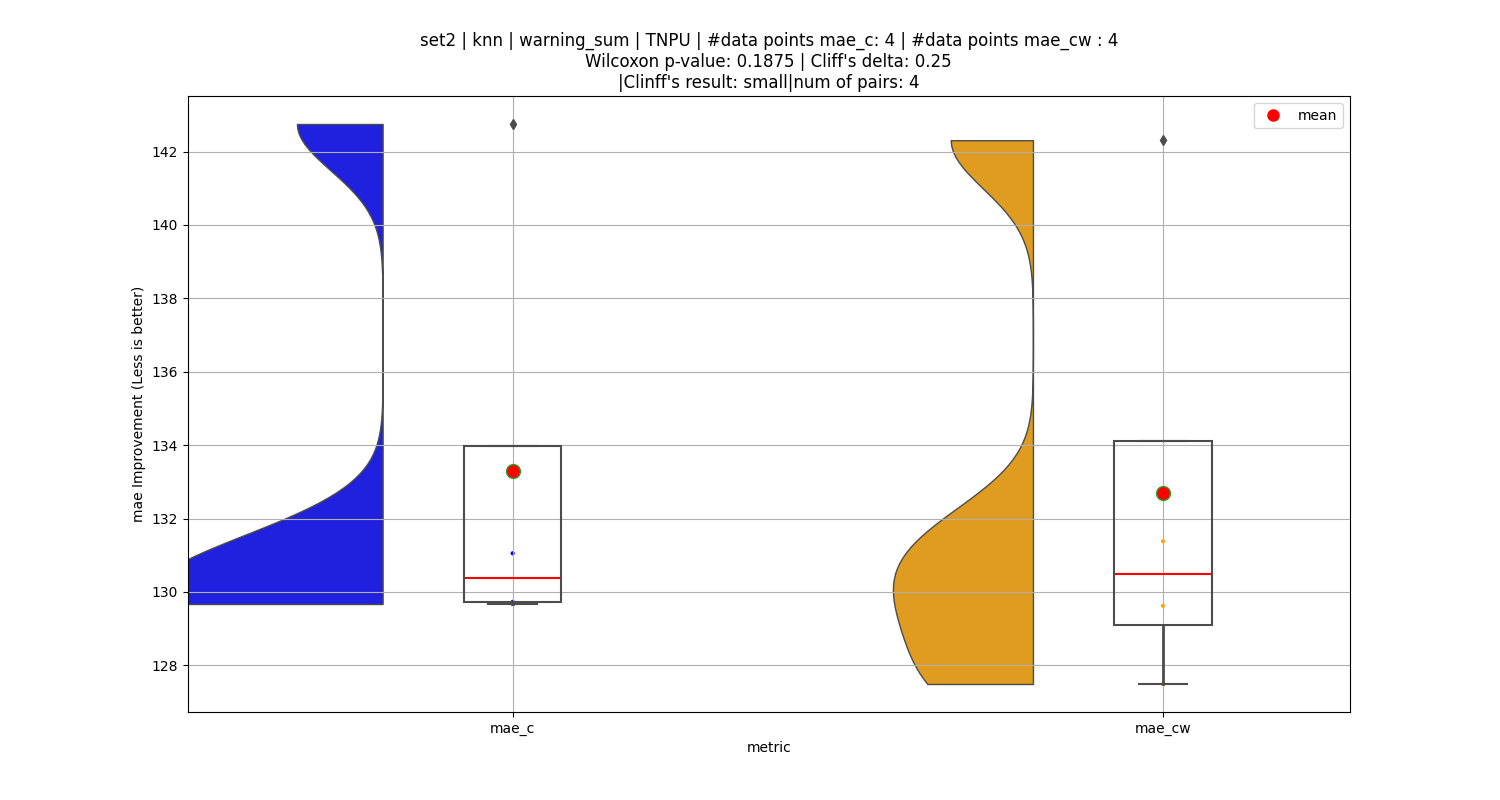 set2 | knn | warning_sum | TNPU | #data points mae_c: 4 | #data points mae_cw : 4
Wilcoxon p-value: 0.1875 | Cliff's delta: 0.25
|Clinff's result: small|num of pairs: 4
mean
142
140
138
136
134
132
130
128
mae Improvement (Less is better)
mae_c
mae_cw
metric